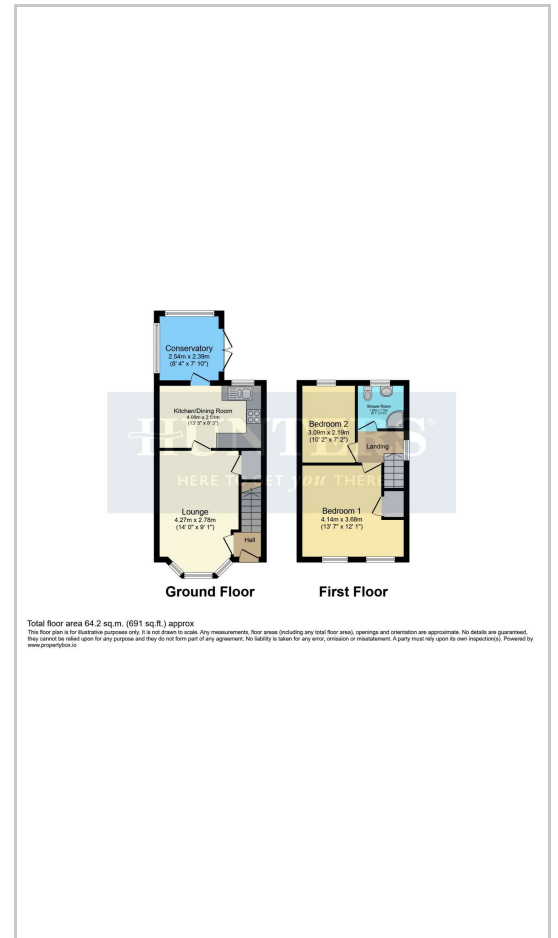 Conservatory
2.54m x 2.39m
(8' 4" x 7' 10")
Kitchen/Dining Room
4.09m x 2.51m
(13' 5" x 8' 3")
Lounge
4.27m x 2.78m
(14' 0" x 9' 1")
Hall
Ground Floor
Bedroom 2
3.09m x 2.19m
(10' 2" x 7' 2")
Shower Room
Landing
Bedroom 1
4.14m x 3.68m
(13' 7" x 12' 1")
First Floor
HUNTERS®
HERE TO GET you THERE
Total floor area 64.2 sq.m. (691 sq.ft.) approx
This floor plan is for illustrative purposes only. It is not drawn to scale. Any measurements, floor areas (including any total floor area), openings and orientation are approximate. No details are guaranteed,
they cannot be relied upon for any purpose and they do not form part of any agreement. No liability is taken for any error, omission or misstatement. A party must rely upon its own inspection(s). Powered by
www.propertybox.io